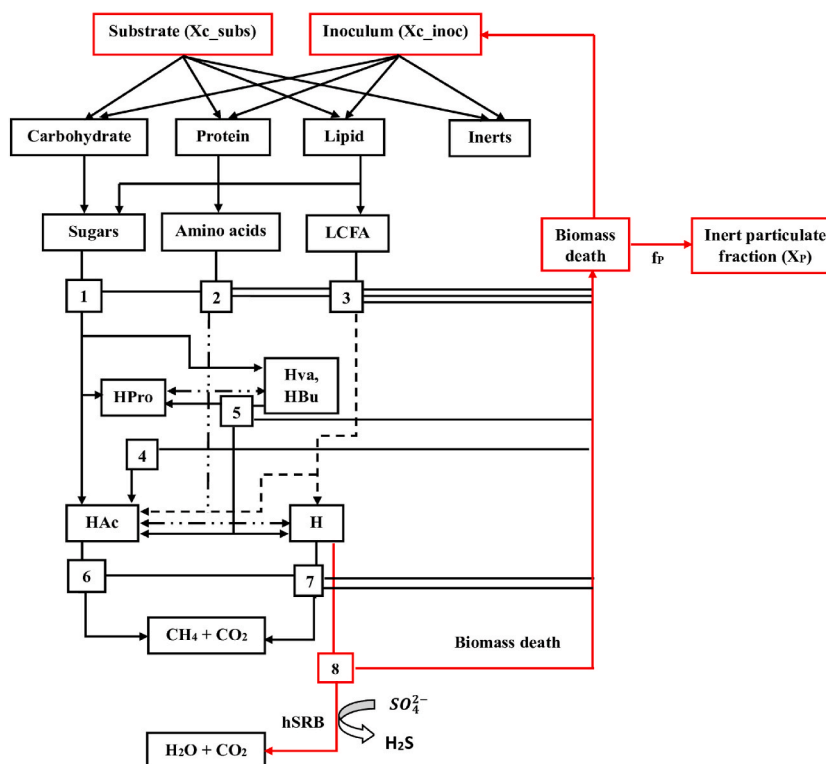 Substrate (Xc_subs)
Inoculum (Xc_inoc)
Carbohydrate
Protein
Lipid
Inerts
Sugars
Amino acids
LCFA
Biomass
death
fP
Inert particulate
fraction (XP)
1
2
3
Hva,
HBu
HPro
5
4
HAc
H
6
7
CH₄ + CO₂
Biomass death
8
hSRB
SO₄²⁻
H₂S
H₂O + CO₂